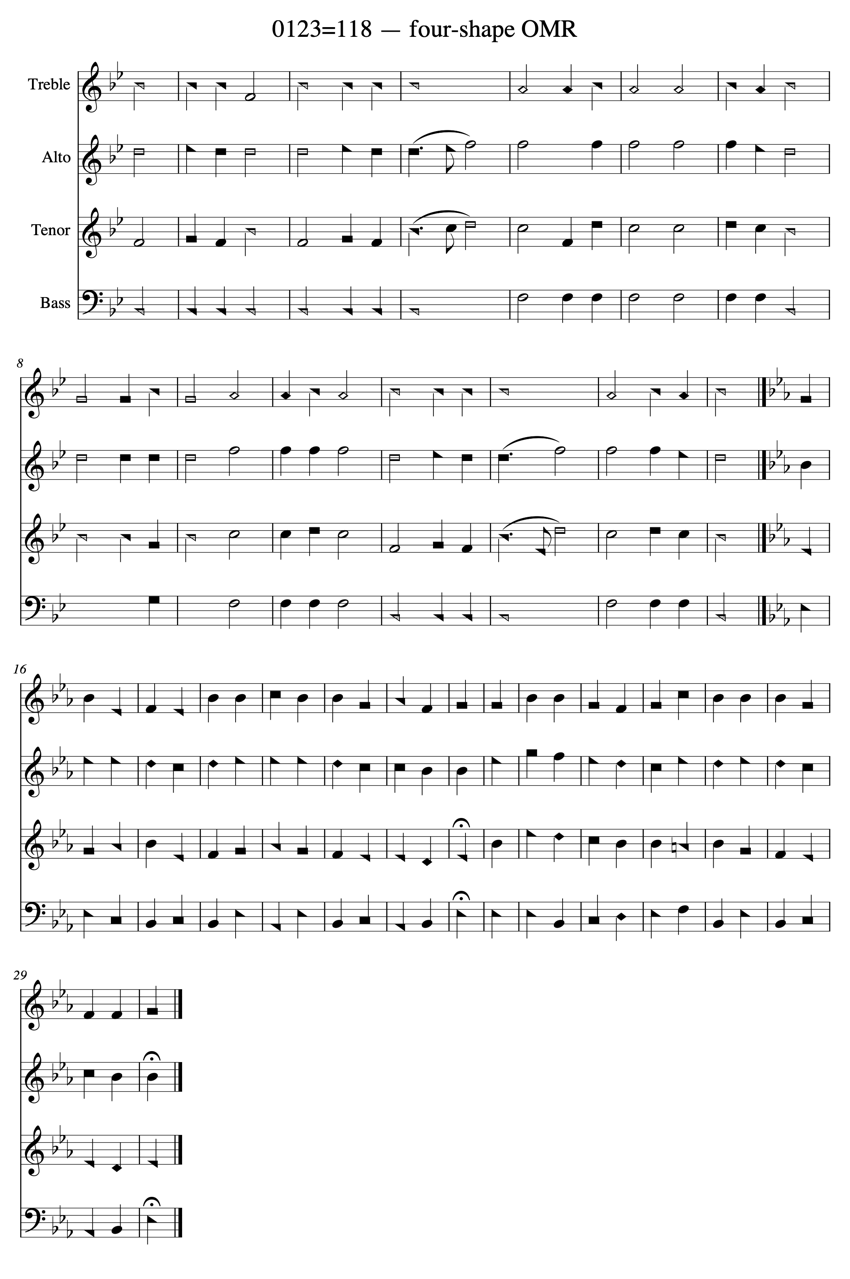 0123=118 — four-shape OMR
Treble
Alto
Tenor
Bass
8
16
29